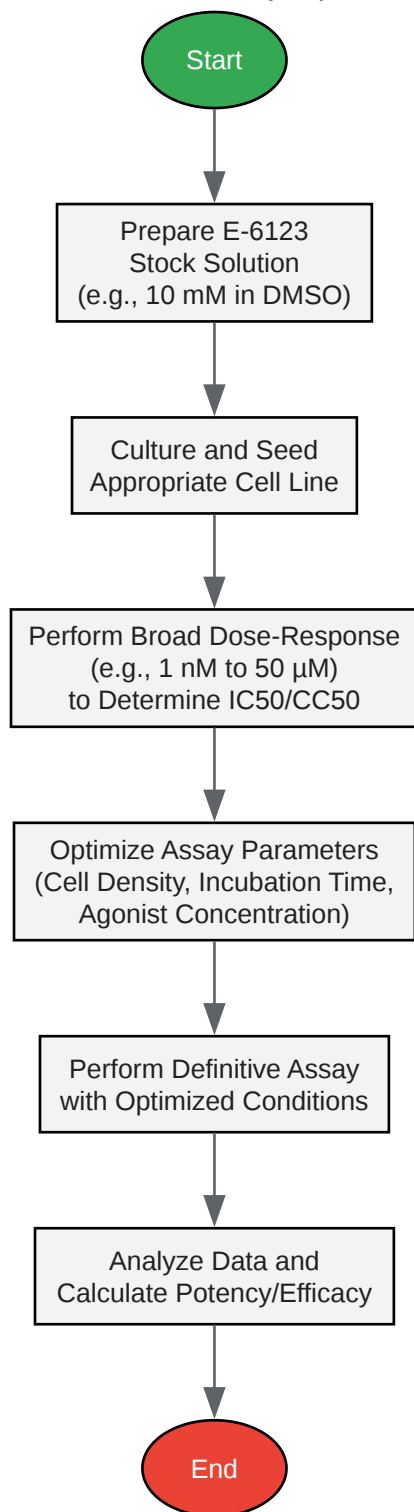 Start
Prepare E-6123
Stock Solution
(e.g., 10 mM in DMSO)
Culture and Seed
Appropriate Cell Line
Perform Broad Dose-Response
(e.g., 1 nM to 50 µM)
to Determine IC50/CC50
Optimize Assay Parameters
(Cell Density, Incubation Time,
Agonist Concentration)
Perform Definitive Assay
with Optimized Conditions
Analyze Data and
Calculate Potency/Efficacy
End